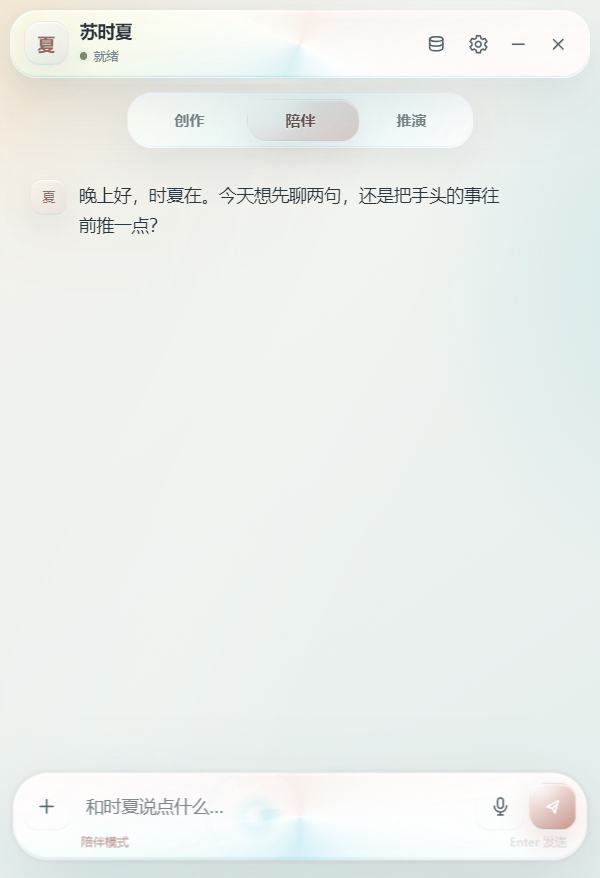 夏
苏时夏
就绪
创作 陪伴 推演
夏
晚上好，时夏在。今天想先聊两句，还是把手头的事往
前推一点？
和时夏说点什么...
陪伴模式
Enter 发送